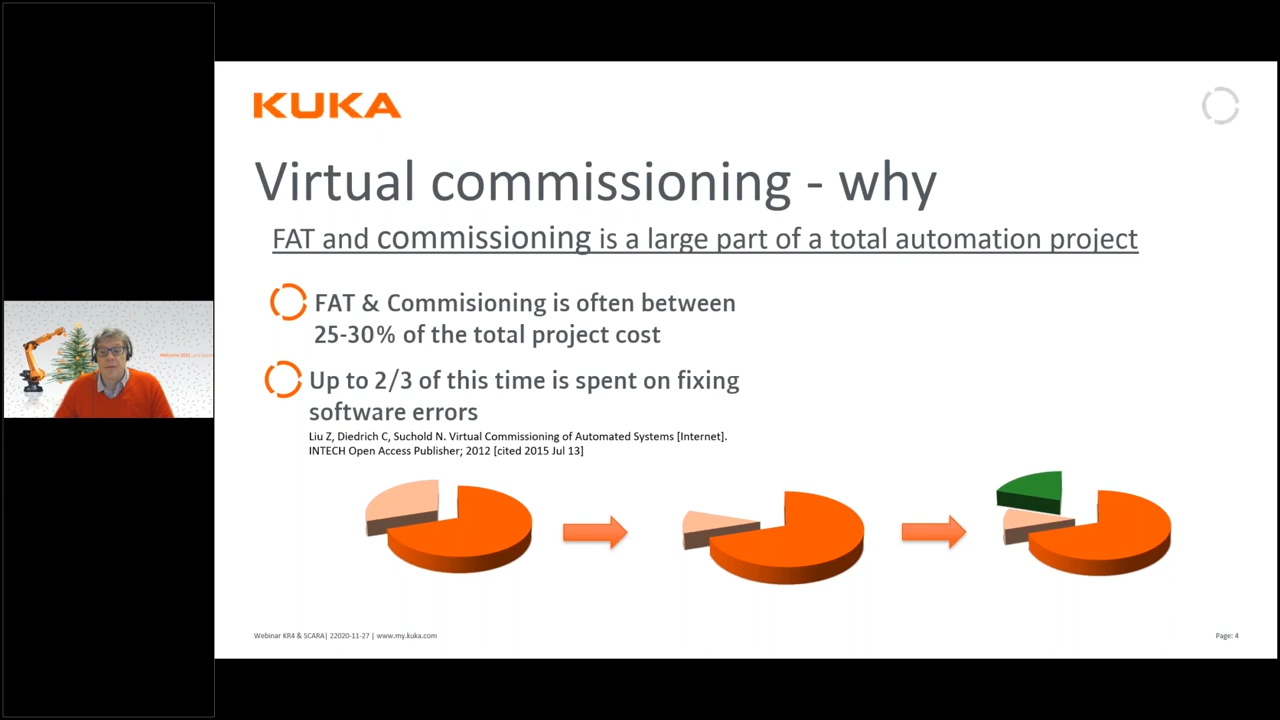 KUKA
Virtual commissioning - why
FAT and commissioning is a large part of a total automation project
FAT & Commisioning is often between
25-30% of the total project cost
Up to 2/3 of this time is spent on fixing
software errors
Liu Z, Diedrich C, Suchold N. Virtual Commissioning of Automated Systems [Internet].
INTECH Open Access Publisher; 2012 [cited 2015 Jul 13]
Webinar KR4 & SCARA| 22020-11-27 | www.my.kuka.com
Page: 4